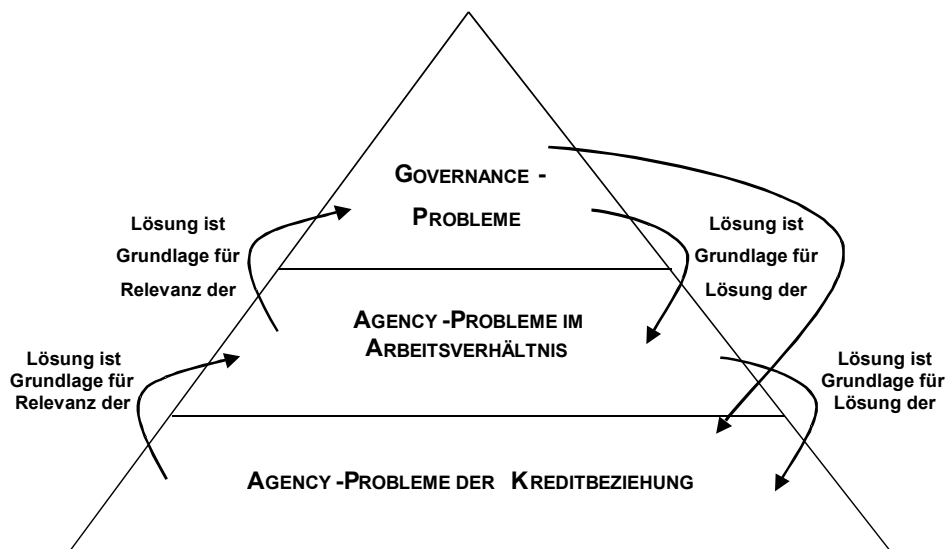 GOVERNANCE -
PROBLEME
Lösung ist
Grundlage für
Relevanz der
Lösung ist
Grundlage für
Lösung der
AGENCY -PROBLEME IM
ARBEITSVERHÄLTNIS
Lösung ist
Grundlage für
Relevanz der
Lösung ist
Grundlage für
Lösung der
AGENCY -PROBLEME DER KREDITBEZIEHUNG